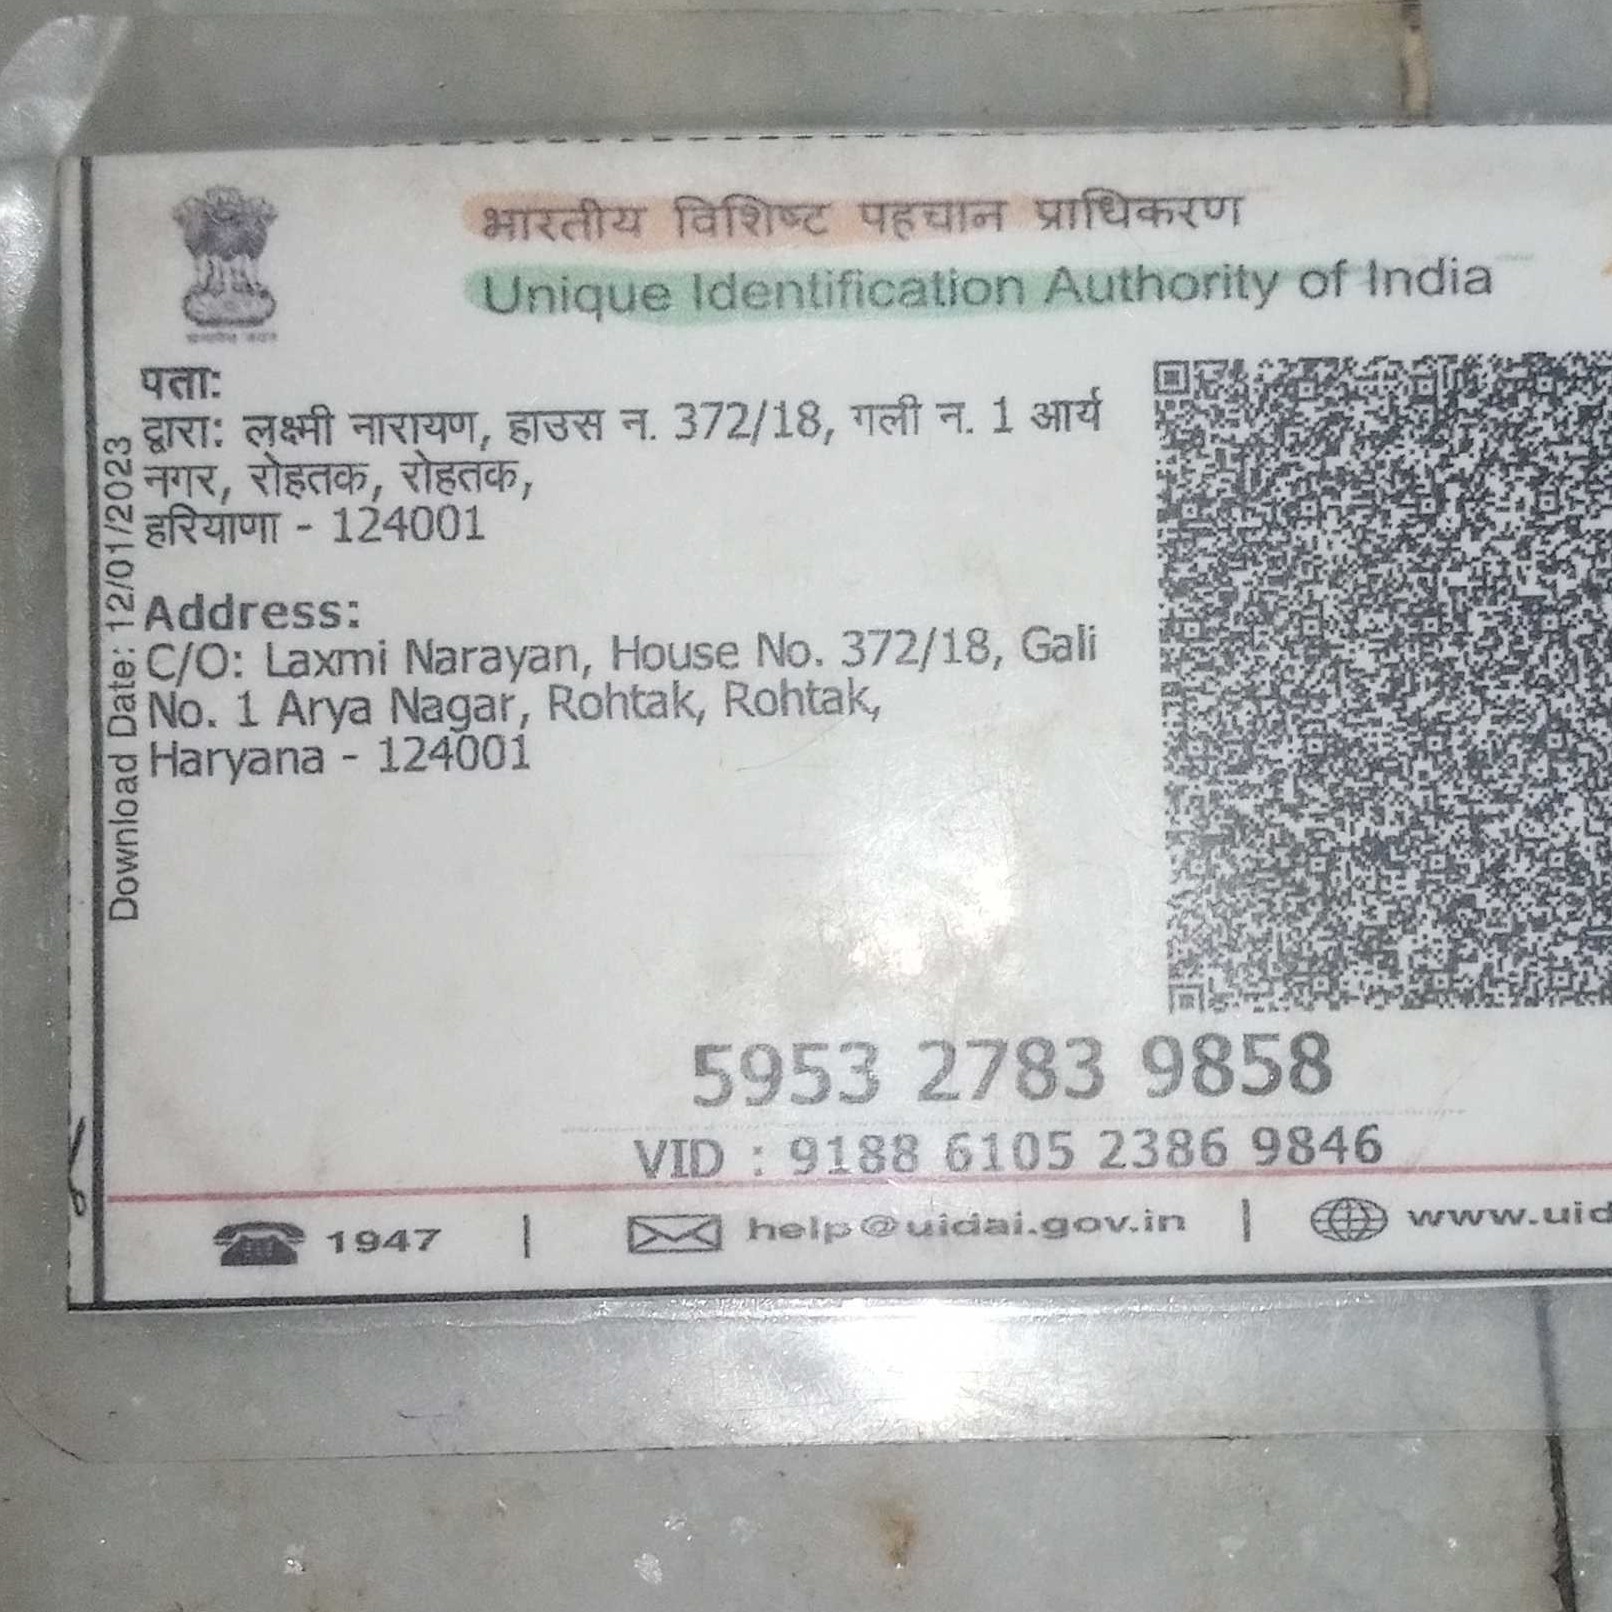 भारतीय विशिष्ट पहचान प्राधिकरण
Unique Identification Authority of India
पता:
द्वारा: लक्ष्मी नारायण, हाउस न. 372/18, गली न. 1 आर्य
नगर, रोहतक, रोहतक,
हरियाणा - 124001
Address:
C/O: Laxmi Narayan, House No. 372/18, Gali
No. 1 Arya Nagar, Rohtak, Rohtak,
Haryana - 124001
Download Date: 12/01/2023
5953 2783 9858
VID : 9188 6105 2386 9846
1947 | help@uidai.gov.in | www.uid